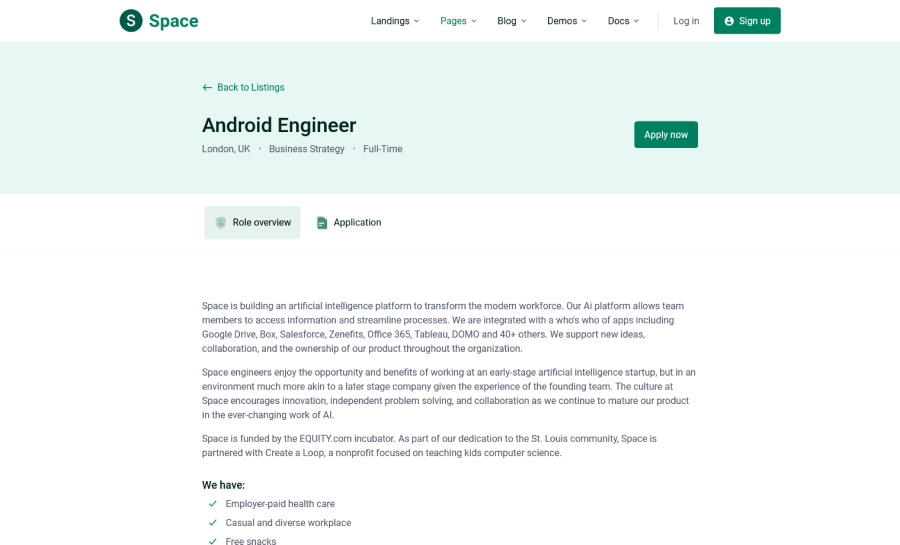 S Space
Landings Pages Blog Demos Docs Log in Sign up
Back to Listings
Android Engineer
London, UK • Business Strategy • Full-Time
Apply now
Role overview Application
Space is building an artificial intelligence platform to transform the modern workforce. Our Ai platform allows team
members to access information and streamline processes. We are integrated with a who's who of apps including
Google Drive, Box, Salesforce, Zenefits, Office 365, Tableau, DOMO and 40+ others. We support new ideas,
collaboration, and the ownership of our product throughout the organization.
Space engineers enjoy the opportunity and benefits of working at an early-stage artificial intelligence startup, but in an
environment much more akin to a later stage company given the experience of the founding team. The culture at
Space encourages innovation, independent problem solving, and collaboration as we continue to mature our product
in the ever-changing work of AI.
Space is funded by the EQUITY.com incubator. As part of our dedication to the St. Louis community, Space is
partnered with Create a Loop, a nonprofit focused on teaching kids computer science.
We have:
Employer-paid health care
Casual and diverse workplace
Free snacks